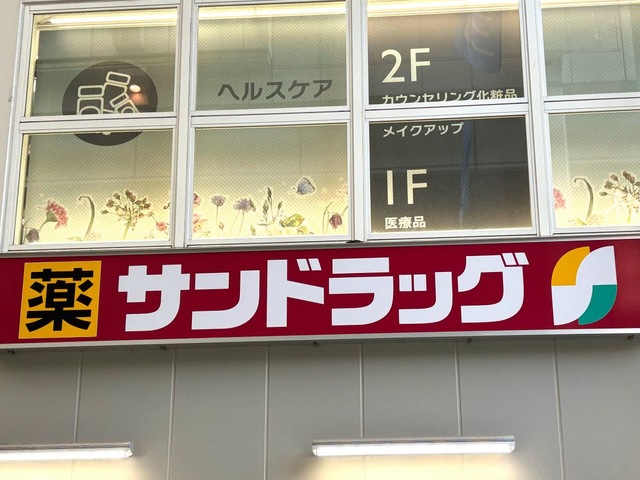 ヘルスケア
2F
カウンセリング化粧品
メイクアップ
1F
医療品
薬 サンドラッグ